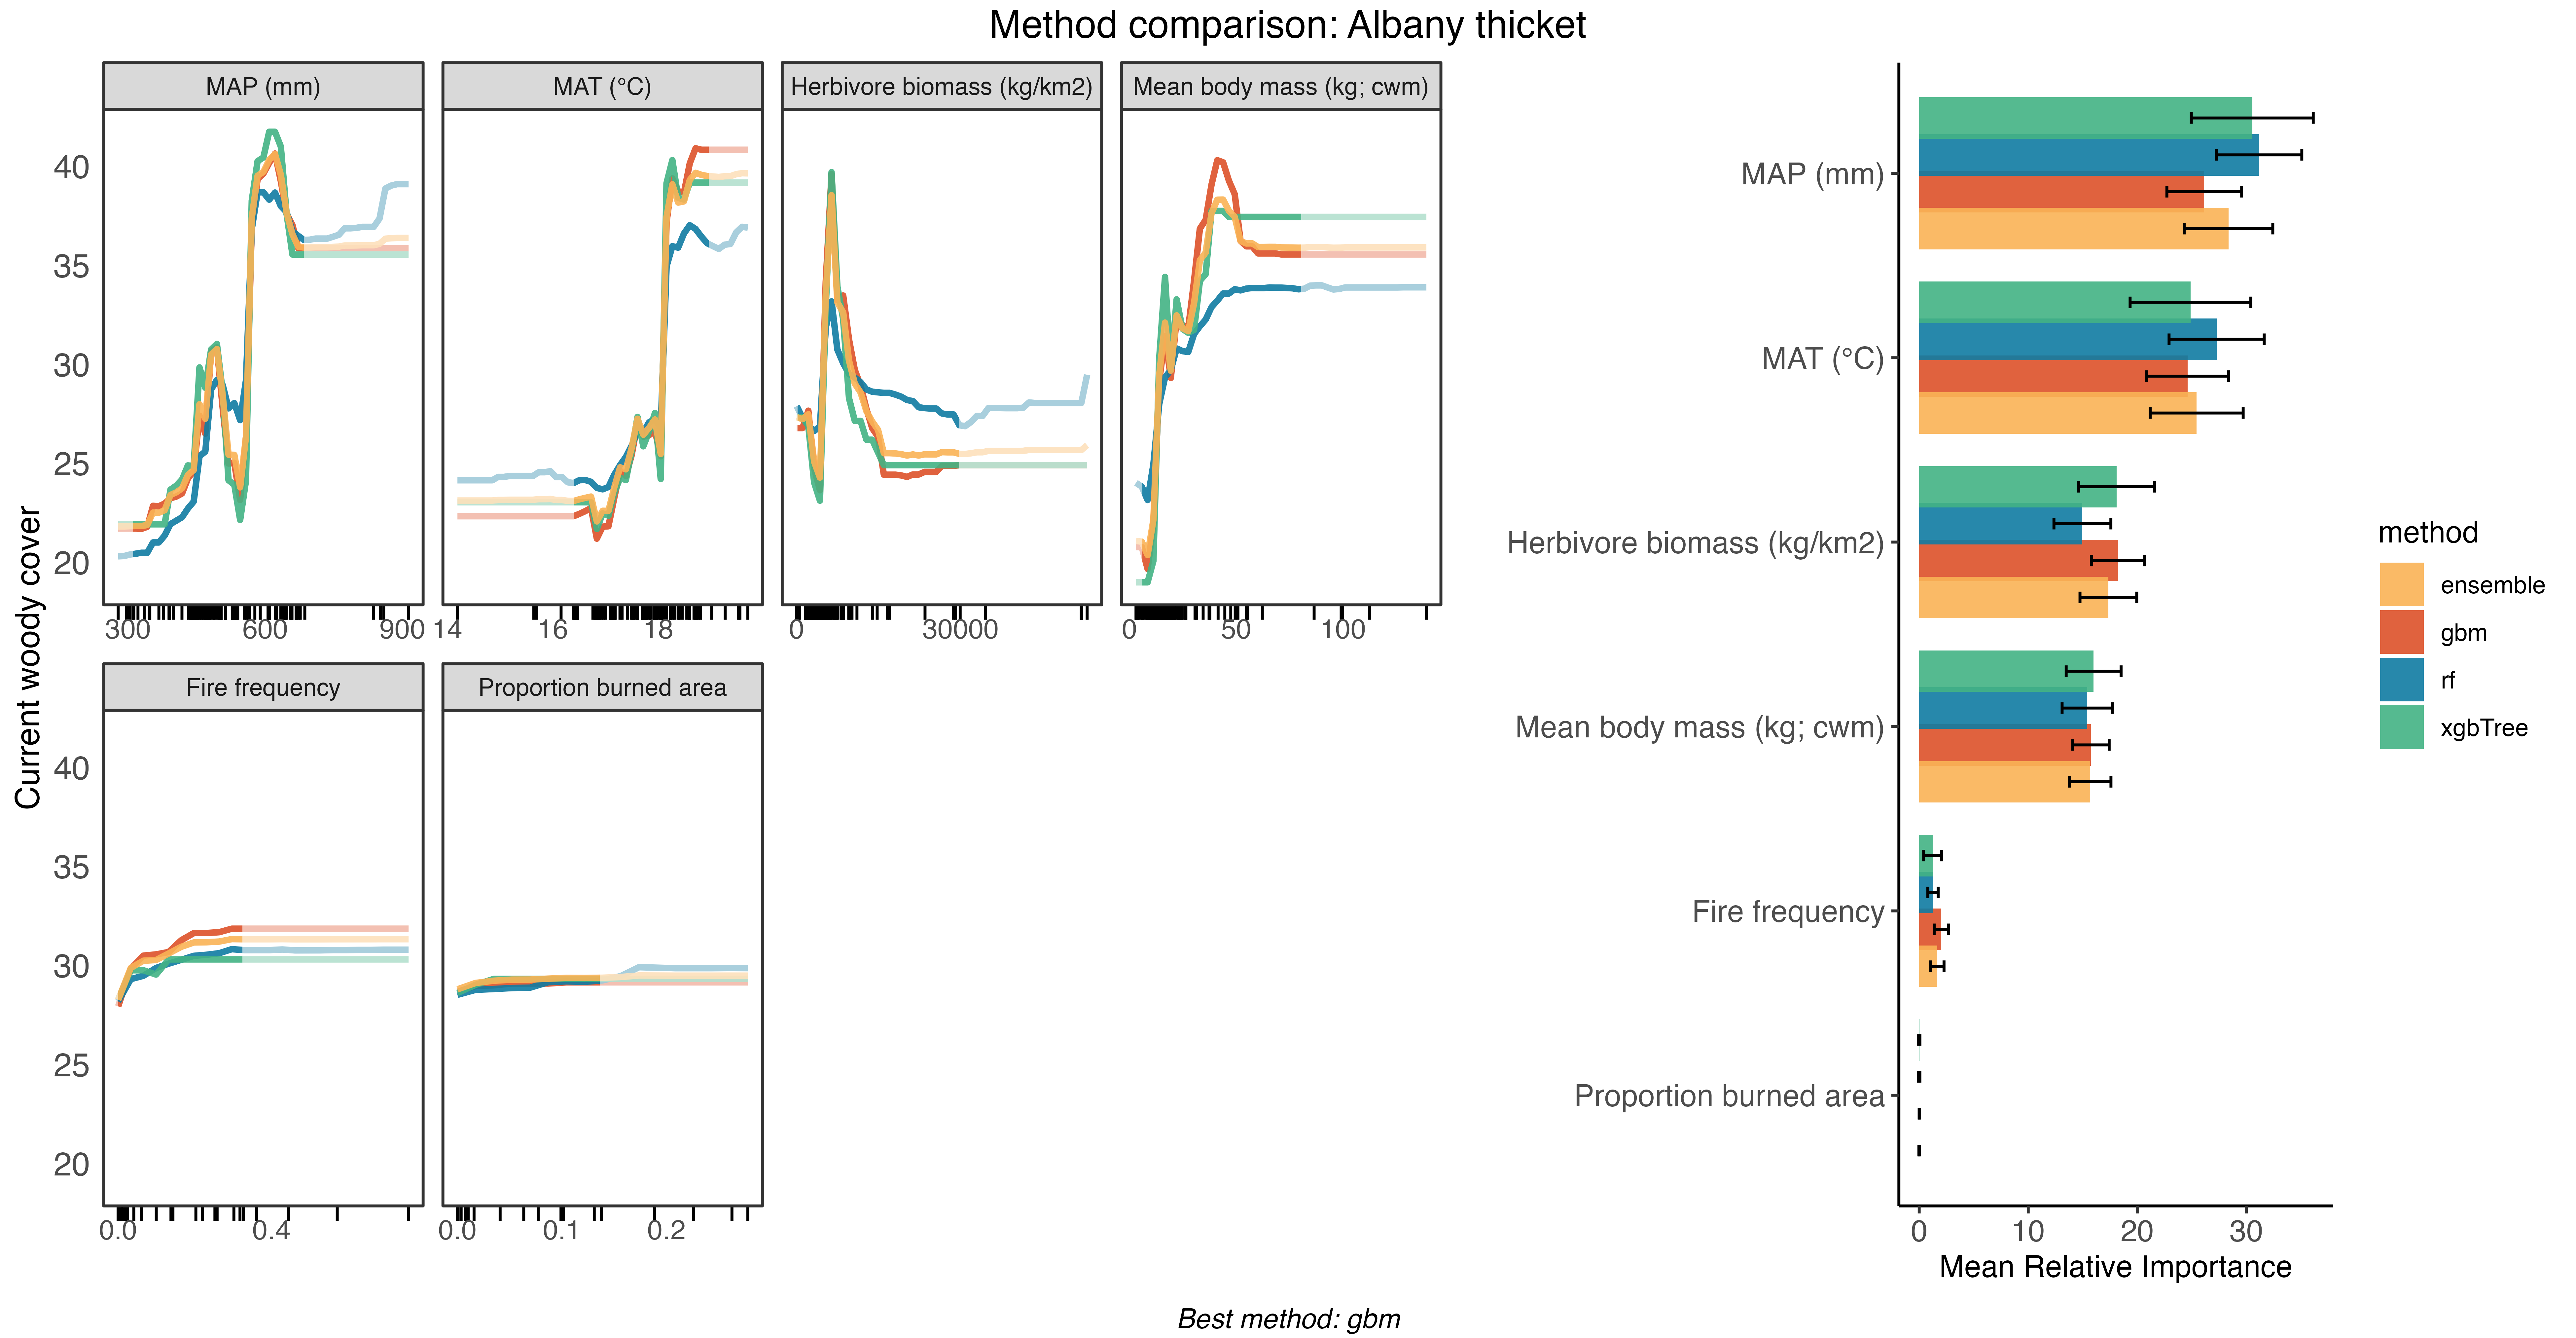 Method comparison: Albany thicket
MAP (mm)
MAT (°C)
Herbivore biomass (kg/km2)
Mean body mass (kg; cwm)
Current woody cover
40
35
30
25
20
300 600 900
14 16 18
0 30000
0 50 100
Fire frequency
Proportion burned area
40
35
30
25
20
0.0 0.4
0.0 0.1 0.2
MAP (mm)
MAT (°C)
Herbivore biomass (kg/km2)
Mean body mass (kg; cwm)
Fire frequency
Proportion burned area
0 10 20 30
Mean Relative Importance
method
ensemble
gbm
rf
xgbTree
Best method: gbm